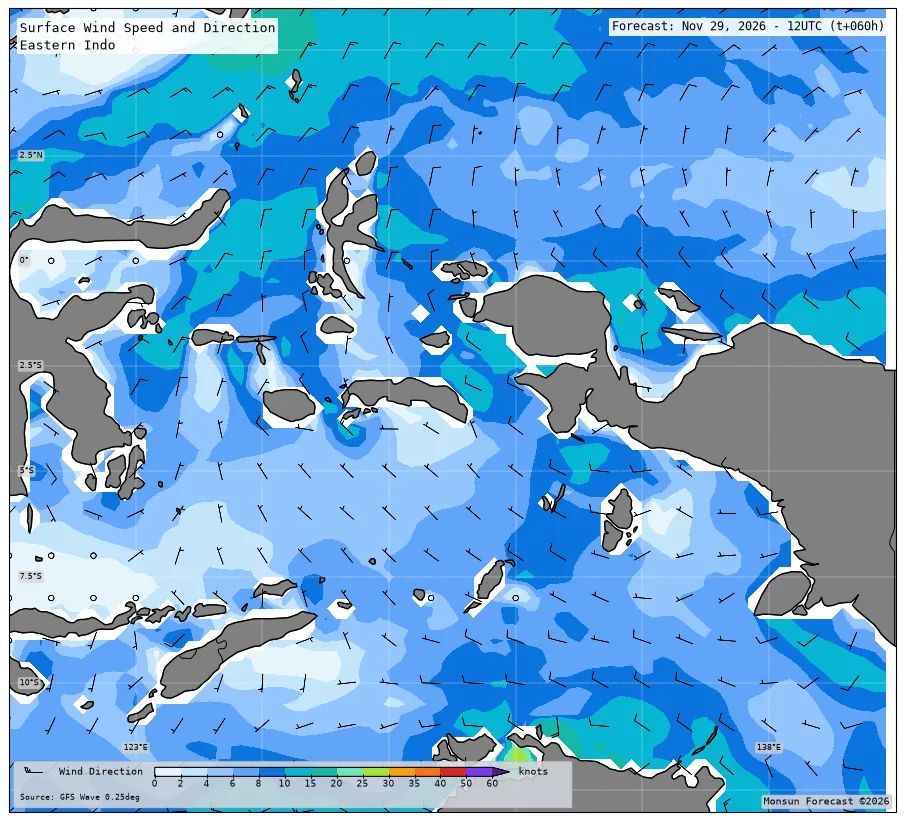 Surface Wind Speed and Direction
Eastern Indo
Forecast: Nov 29, 2026 - 12UTC (t+060h)
2.5°N
0°
2.5°S
5°S
7.5°S
10°S
123°E
138°E
Wind Direction
knots
0 2 4 6 8 10 15 20 25 30 35 40 50 60
Source: GFS Wave 0.25deg
Monsun Forecast ©2026